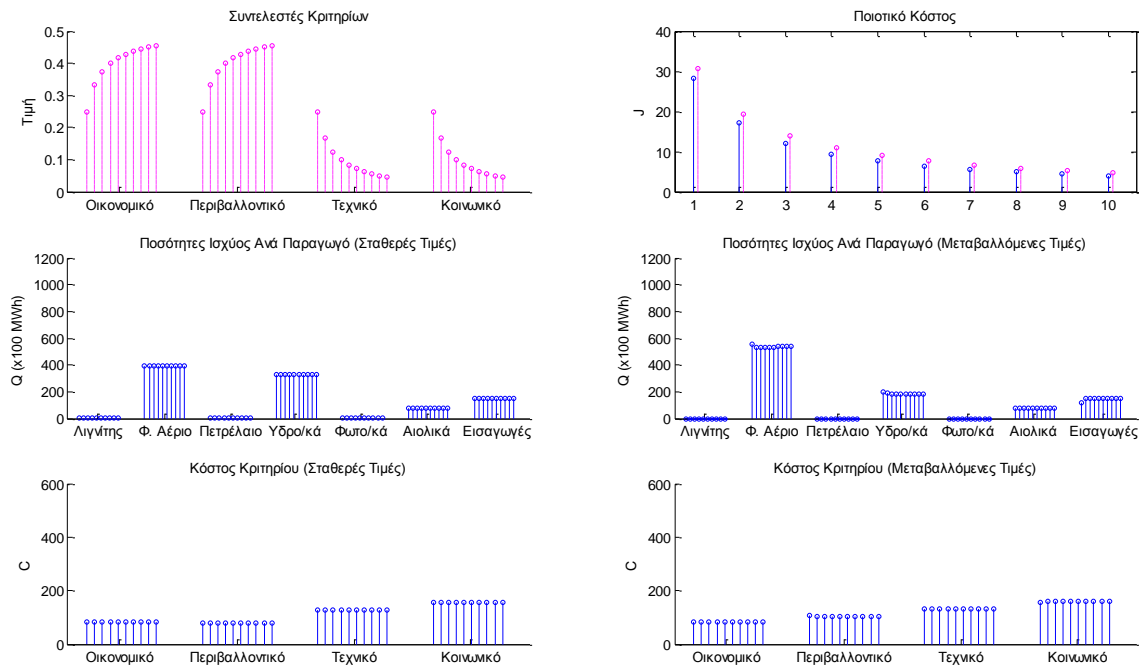 Συντελεστές Κριτηρίων
Τιμή
0.5
0.4
0.3
0.2
0.1
0
Οικονομικό Περιβαλλοντικό Τεχνικό Κοινωνικό
Ποιοτικό Κόστος
J
40
30
20
10
0
1 2 3 4 5 6 7 8 9 10
Ποσότητες Ισχύος Ανά Παραγωγό (Σταθερές Τιμές)
Q (x100 MWh)
1200
1000
800
600
400
200
0
Λιγνίτης Φ. Αέριο Πετρέλαιο Υδρο/κά Φωτο/κά Αιολικά Εισαγωγές
Ποσότητες Ισχύος Ανά Παραγωγό (Μεταβαλλόμενες Τιμές)
Q (x100 MWh)
1200
1000
800
600
400
200
0
Λιγνίτης Φ. Αέριο Πετρέλαιο Υδρο/κά Φωτο/κά Αιολικά Εισαγωγές
Κόστος Κριτηρίου (Σταθερές Τιμές)
C
600
400
200
0
Οικονομικό Περιβαλλοντικό Τεχνικό Κοινωνικό
Κόστος Κριτηρίου (Μεταβαλλόμενες Τιμές)
C
600
400
200
0
Οικονομικό Περιβαλλοντικό Τεχνικό Κοινωνικό